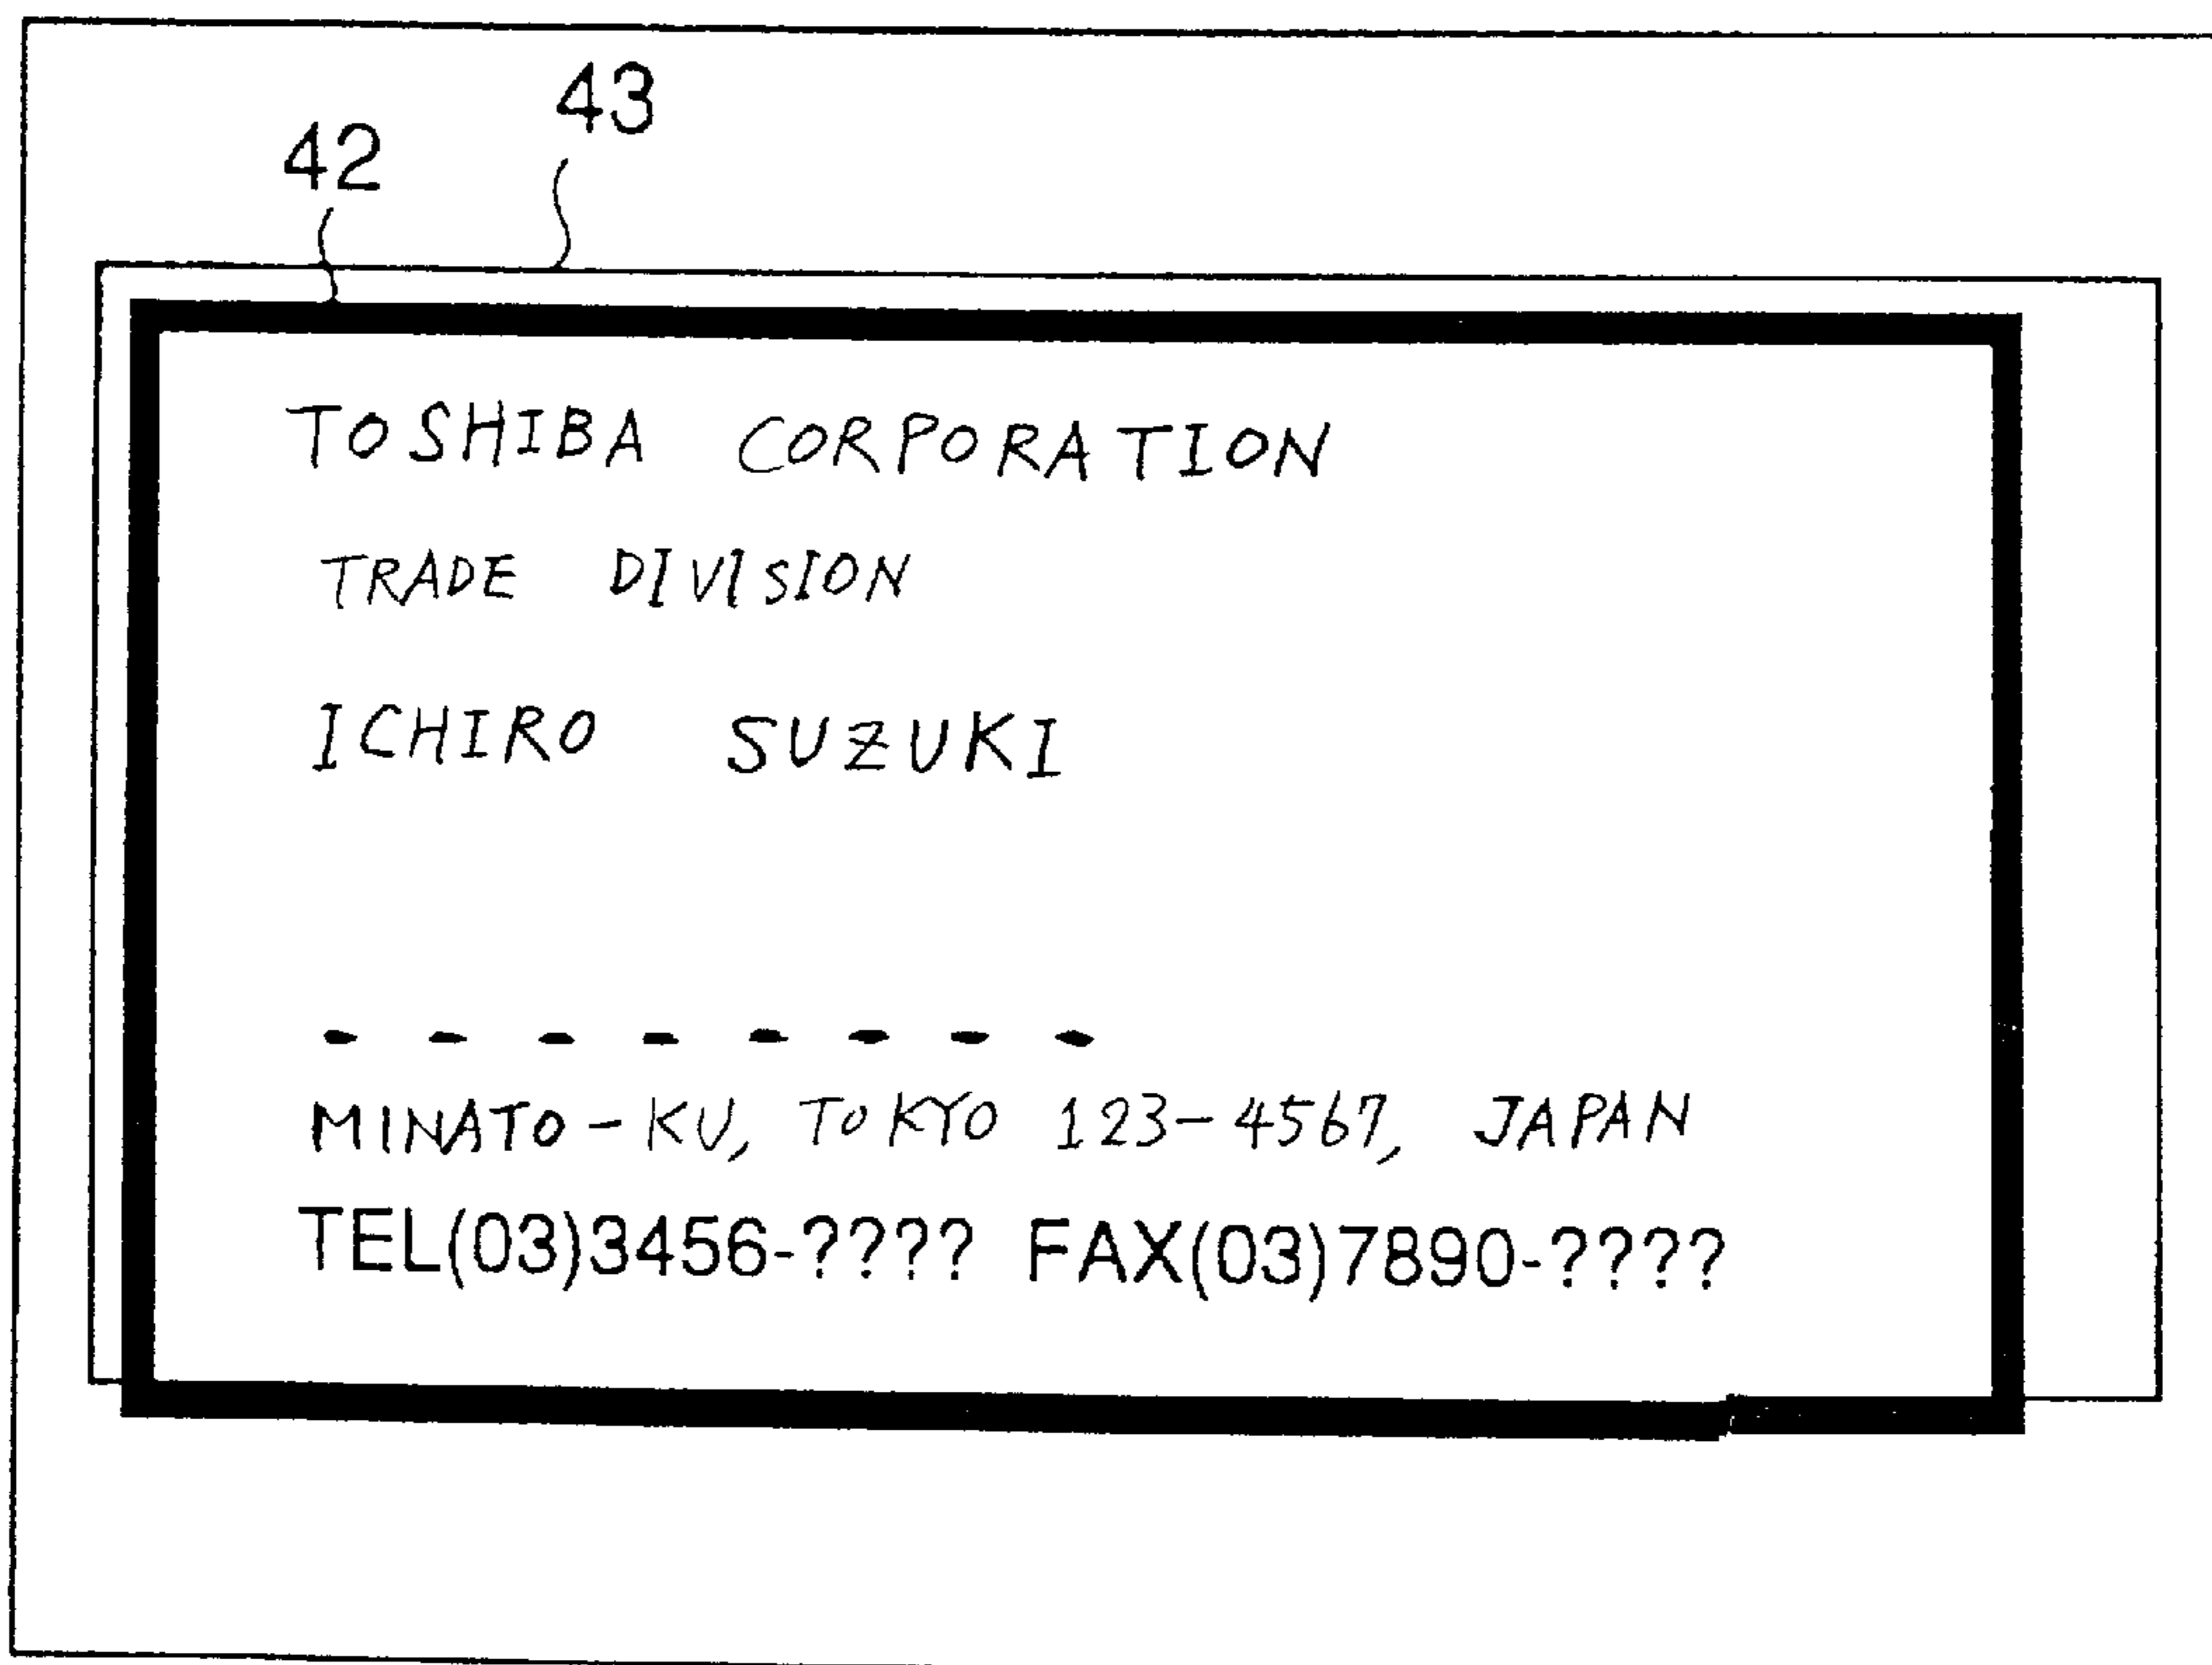 43
42
TOSHIBA CORPORATION
TRADE DIVISION
ICHIRO SUZUKI
- - - - - - - -
MINATO-KU, TOKYO 123-4567, JAPAN
TEL(03)3456-???? FAX(03)7890-????